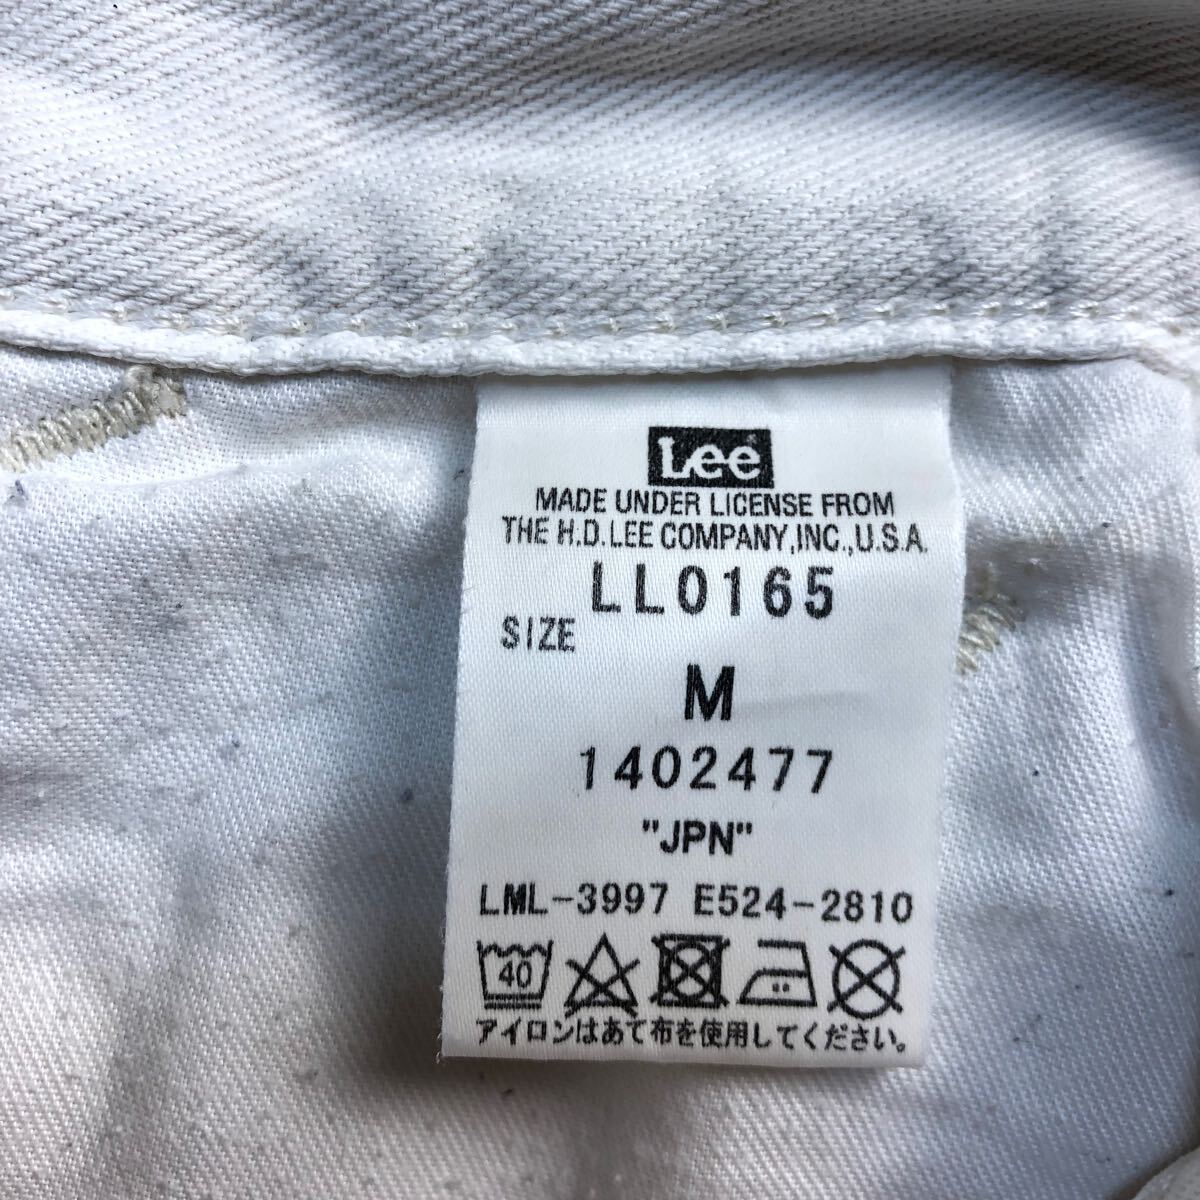 Lee
MADE UNDER LICENSE FROM
THE H.D.LEE COMPANY,INC.,U.S.A.
LL0165
SIZE
M
1402477
"JPN"
LML-3997 E524-2810
40
アイロンはあて布を使用してください。